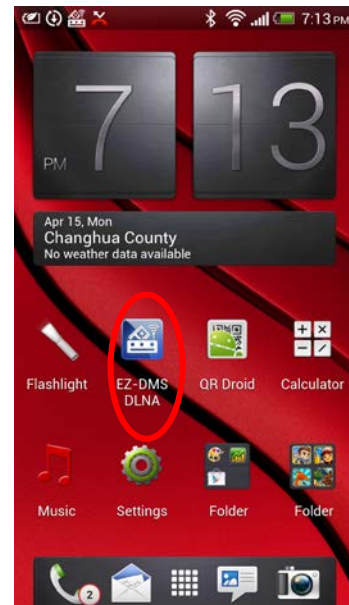 7:13 PM
7 13
PM
Apr 15, Mon
Changhua County
No weather data available
Flashlight EZ-DMS DLNA QR Droid Calculator
Music Settings Folder Folder
2